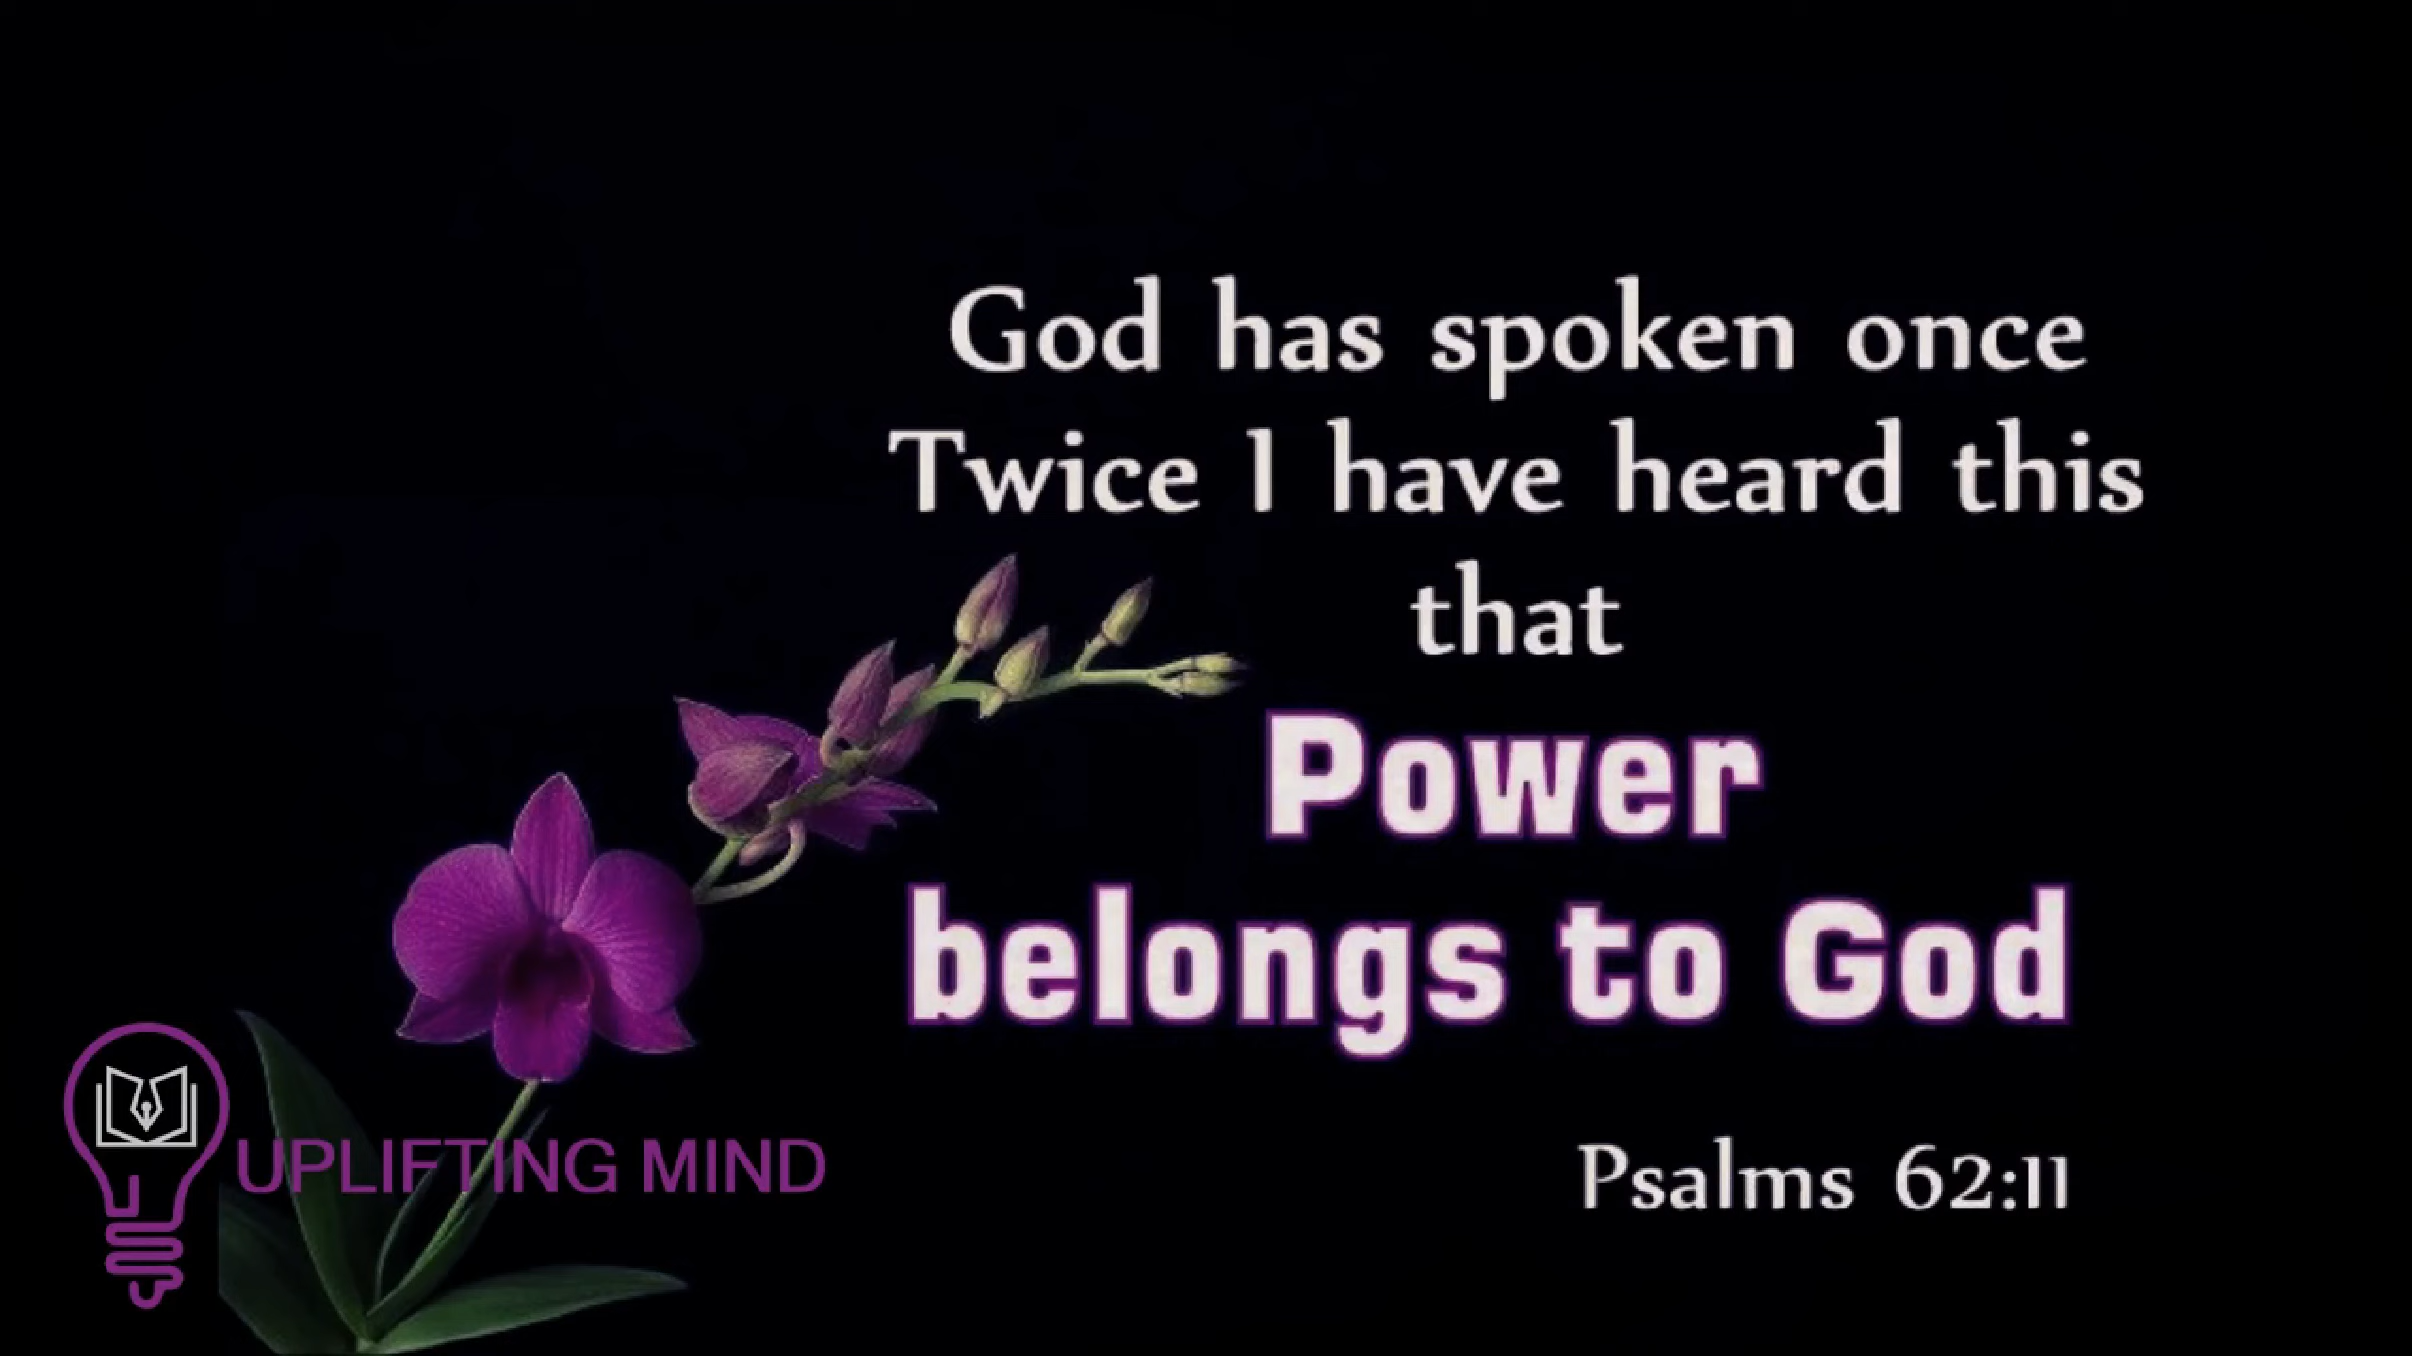 God has spoken once
Twice I have heard this
that
Power
belongs to God
Psalms 62:11
UPLIFTING MIND